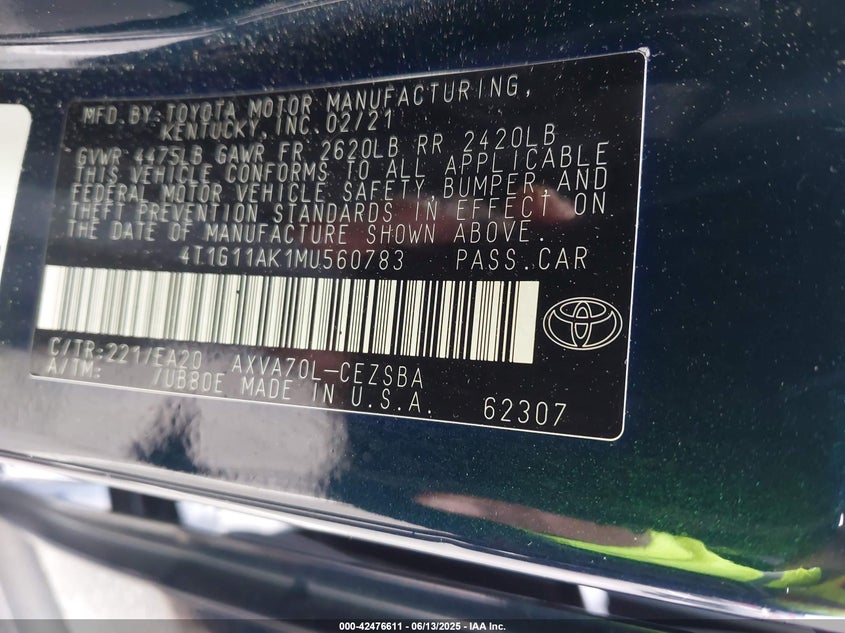 MFD.BY:TOYOTA MOTOR MANUFACTURING,
KENTUCKY, INC.02/21
GVWR 4475LB GAWR FR 2620LB RR 2420LB
THIS VEHICLE CONFORMS TO ALL APPLICABLE
FEDERAL MOTOR VEHICLE SAFETY,BUMPER,AND
THEFT PREVENTION STANDARDS IN EFFECT ON
THE DATE OF MANUFACTURE SHOWN ABOVE.
4T1G11AK1MU560783 PASS.CAR
C/TR:221/EA20 AXVA70L-CEZSBA
A/TM: /UB80E MADE IN U.S.A. 62307
000-42476611 - 06/13/2025 - IAA Inc.